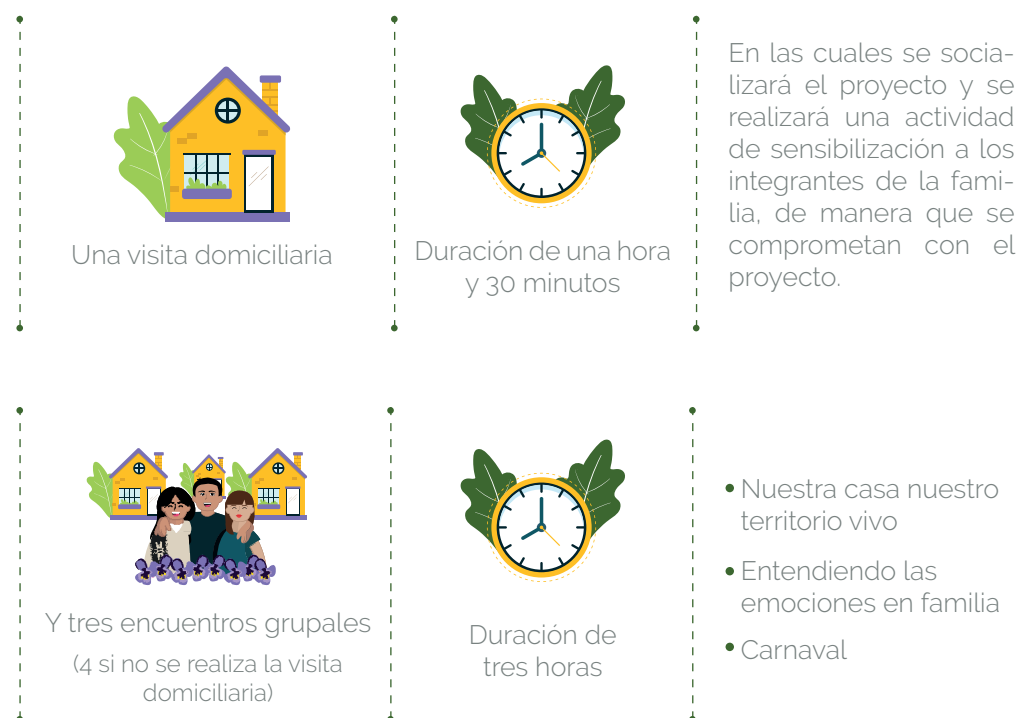 Una visita domiciliaria
Duración de una hora
y 30 minutos
En las cuales se socia-
lizará el proyecto y se
realizará una actividad
de sensibilización a los
integrantes de la fami-
lia, de manera que se
comprometan con el
proyecto.
Y tres encuentros grupales
(4 si no se realiza la visita
domiciliaria)
Duración de
tres horas
• Nuestra casa nuestro
territorio vivo
• Entendiendo las
emociones en familia
• Carnaval